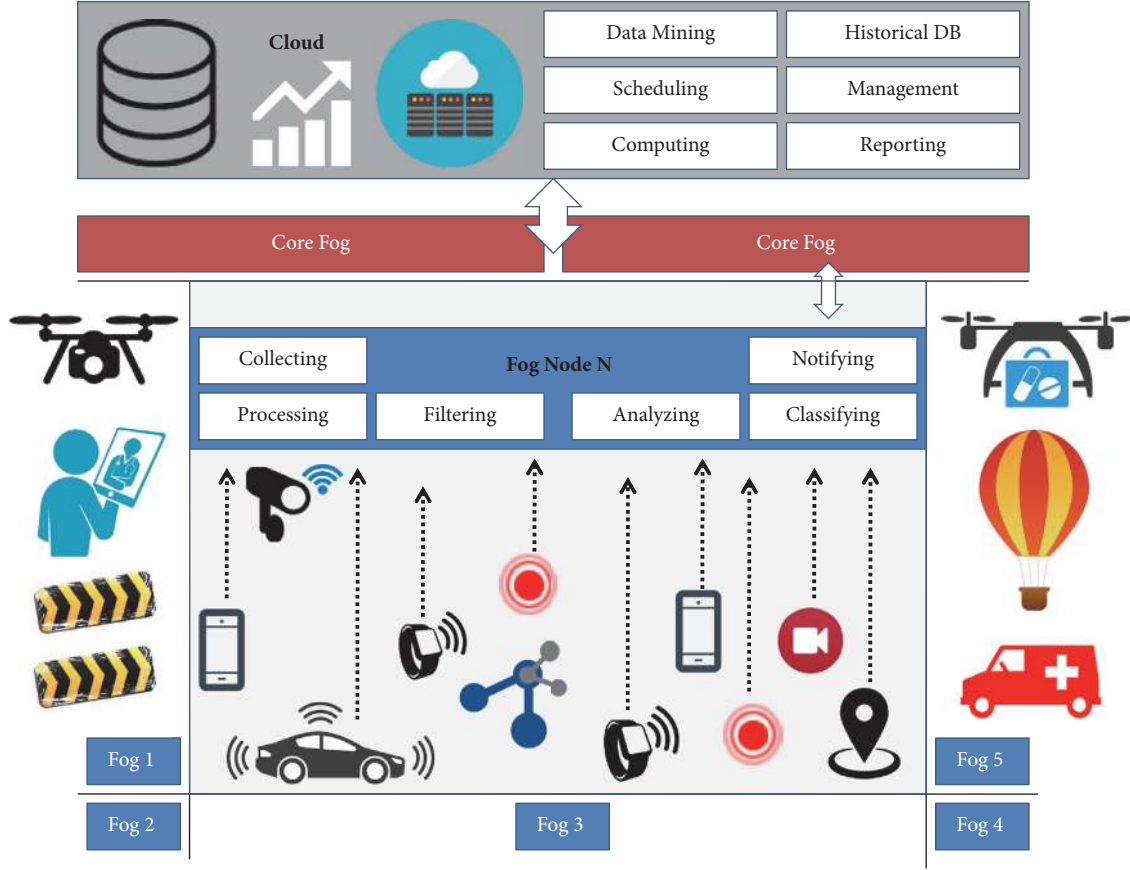 Cloud
Data Mining
Historical DB
Scheduling
Management
Computing
Reporting
Core Fog
Core Fog
Collecting
Fog Node N
Notifying
Processing
Filtering
Analyzing
Classifying
Fog 1
Fog 5
Fog 2
Fog 3
Fog 4